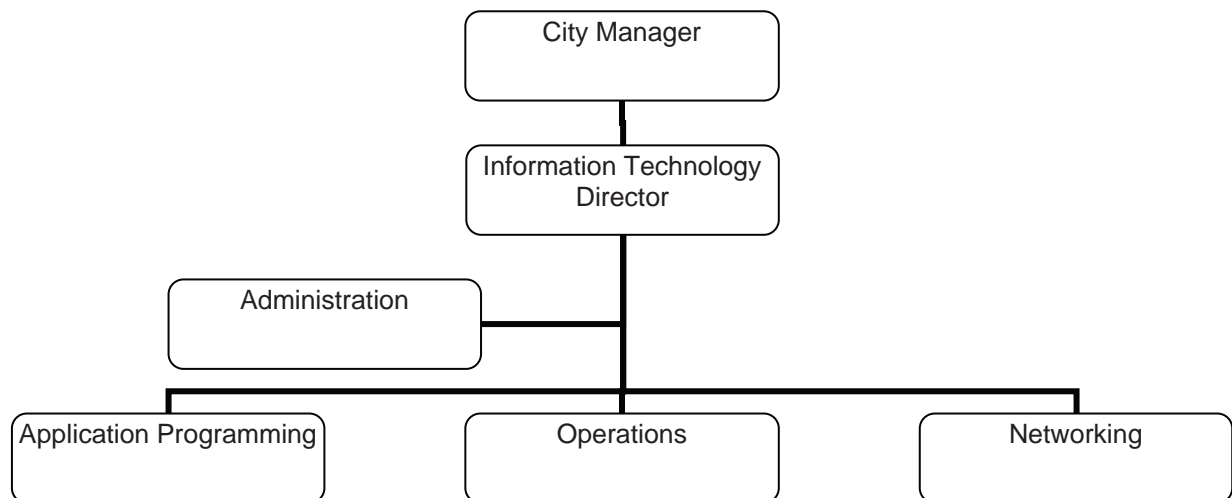 City Manager
Information Technology
Director
Administration
Application Programming
Operations
Networking